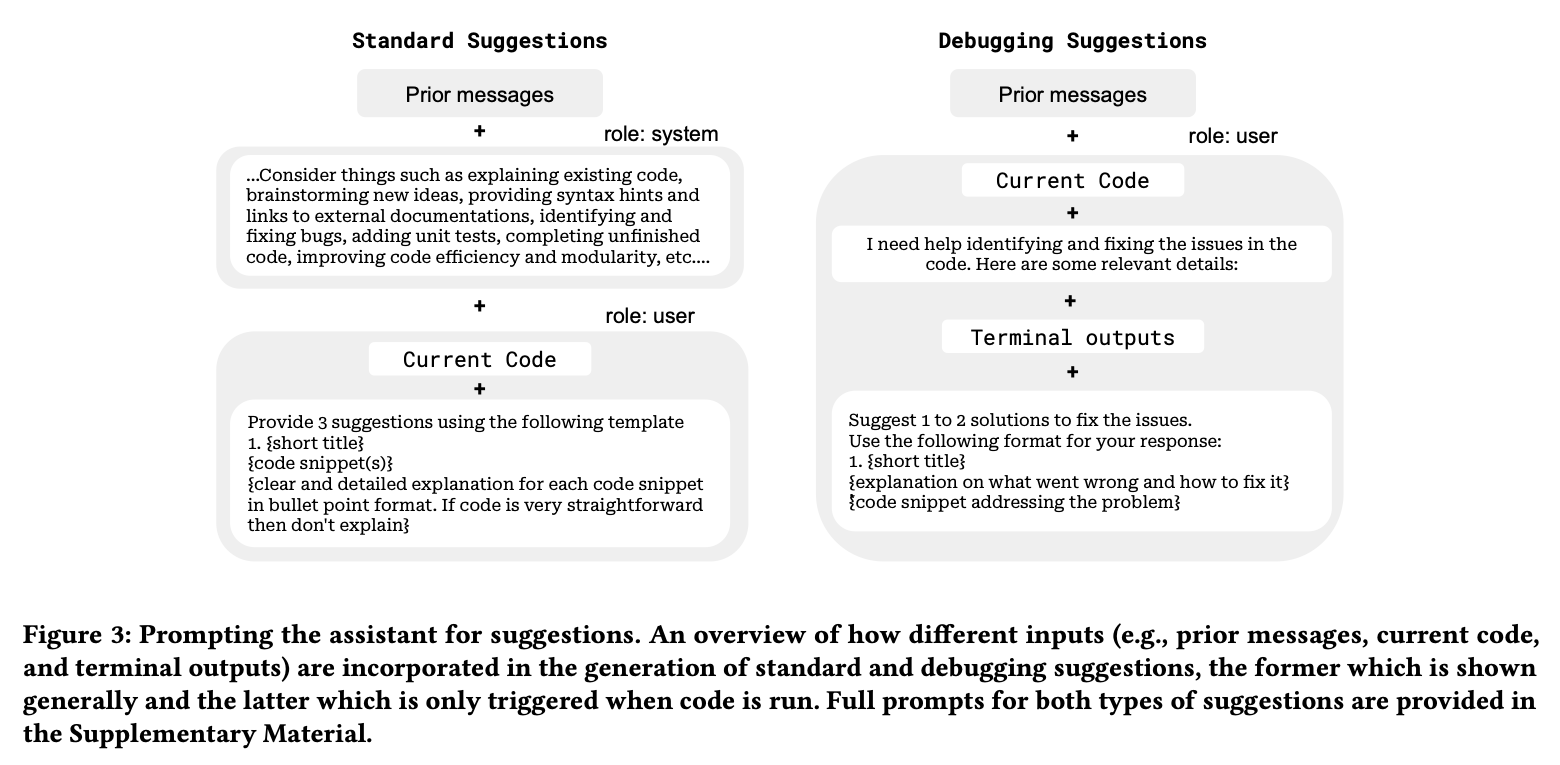 Standard Suggestions
Prior messages
+
role: system
...Consider things such as explaining existing code,
brainstorming new ideas, providing syntax hints and
links to external documentations, identifying and
fixing bugs, adding unit tests, completing unfinished
code, improving code efficiency and modularity, etc....
+
role: user
Current Code
+
Provide 3 suggestions using the following template
1. {short title}
{code snippet(s)}
{clear and detailed explanation for each code snippet
in bullet point format. If code is very straightforward
then don't explain}
Debugging Suggestions
Prior messages
+
role: user
Current Code
+
I need help identifying and fixing the issues in the
code. Here are some relevant details:
+
Terminal outputs
+
Suggest 1 to 2 solutions to fix the issues.
Use the following format for your response:
1. {short title}
{explanation on what went wrong and how to fix it}
{code snippet addressing the problem}
Figure 3: Prompting the assistant for suggestions. An overview of how different inputs (e.g., prior messages, current code,
and terminal outputs) are incorporated in the generation of standard and debugging suggestions, the former which is shown
generally and the latter which is only triggered when code is run. Full prompts for both types of suggestions are provided in
the Supplementary Material.